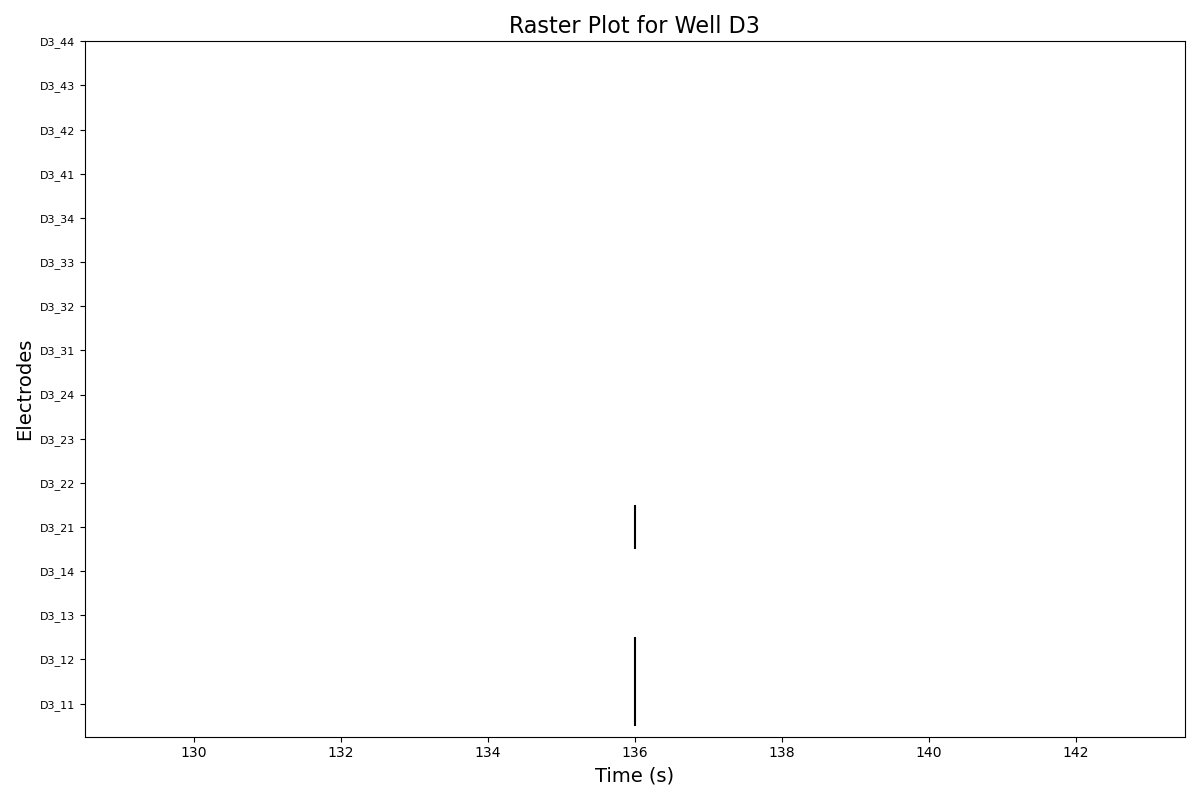 Raster Plot for Well D3
D3_44
D3_43
D3_42
D3_41
D3_34
D3_33
D3_32
D3_31
D3_24
D3_23
D3_22
D3_21
D3_14
D3_13
D3_12
D3_11
Electrodes
130 132 134 136 138 140 142
Time (s)